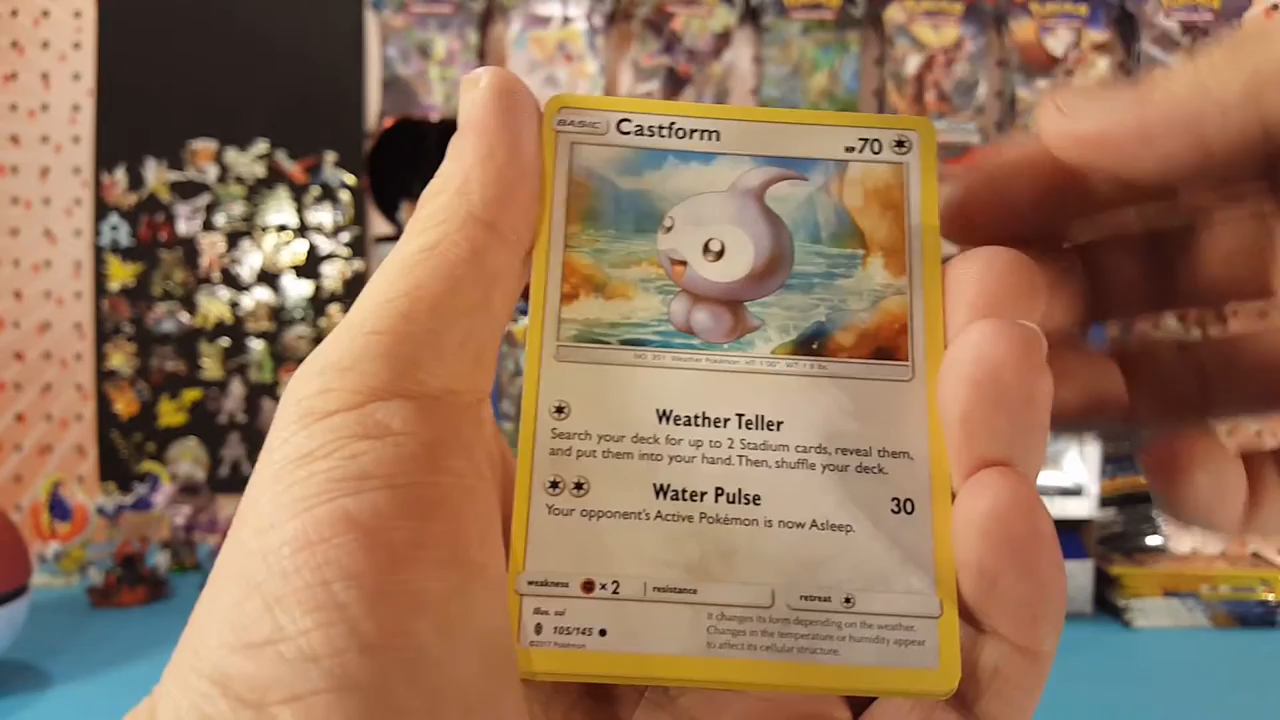 BASIC Castform HP70
NO. 351 Weather Pokémon HT: 1'00" WT: 1.8 lbs.
Weather Teller
Search your deck for up to 2 Stadium cards, reveal them,
and put them into your hand. Then, shuffle your deck.
Water Pulse 30
Your opponent's Active Pokémon is now Asleep.
weakness ×2 resistance retreat
Illus. sui
105/145
©2017 Pokémon
It changes its form depending on the weather.
Changes in the temperature or humidity appear
to affect its cellular structure.